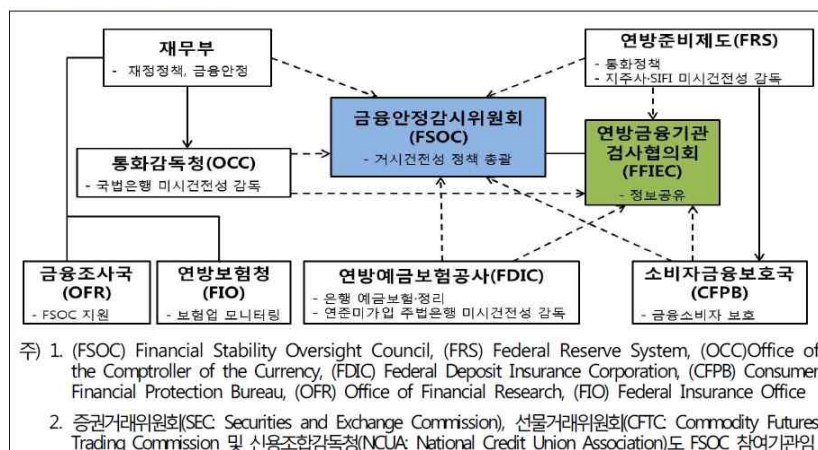 재무부
- 재정정책, 금융안정
연방준비제도(FRS)
- 통화정책
- 지주사·SIFI 미시건전성 감독
금융안정감시위원회
(FSOC)
- 거시건전성 정책 총괄
연방금융기관
검사협의회
(FFIEC)
- 정보공유
통화감독청(OCC)
- 국법은행 미시건전성 감독
금융조사국
(OFR)
- FSOC 지원
연방보험청
(FIO)
- 보험업 모니터링
연방예금보험공사(FDIC)
- 은행 예금보험·정리
- 연준미가입 주법은행 미시건전성 감독
소비자금융보호국
(CFPB)
- 금융소비자 보호
주) 1. (FSOC) Financial Stability Oversight Council, (FRS) Federal Reserve System, (OCC)Office of
the Comptroller of the Currency, (FDIC) Federal Deposit Insurance Corporation, (CFPB) Consumer
Financial Protection Bureau, (OFR) Office of Financial Research, (FIO) Federal Insurance Office
2. 증권거래위원회(SEC: Securities and Exchange Commission), 선물거래위원회(CFTC: Commodity Futures
Trading Commission 및 신용조합감독청(NCUA: National Credit Union Association)도 FSOC 참여기관임